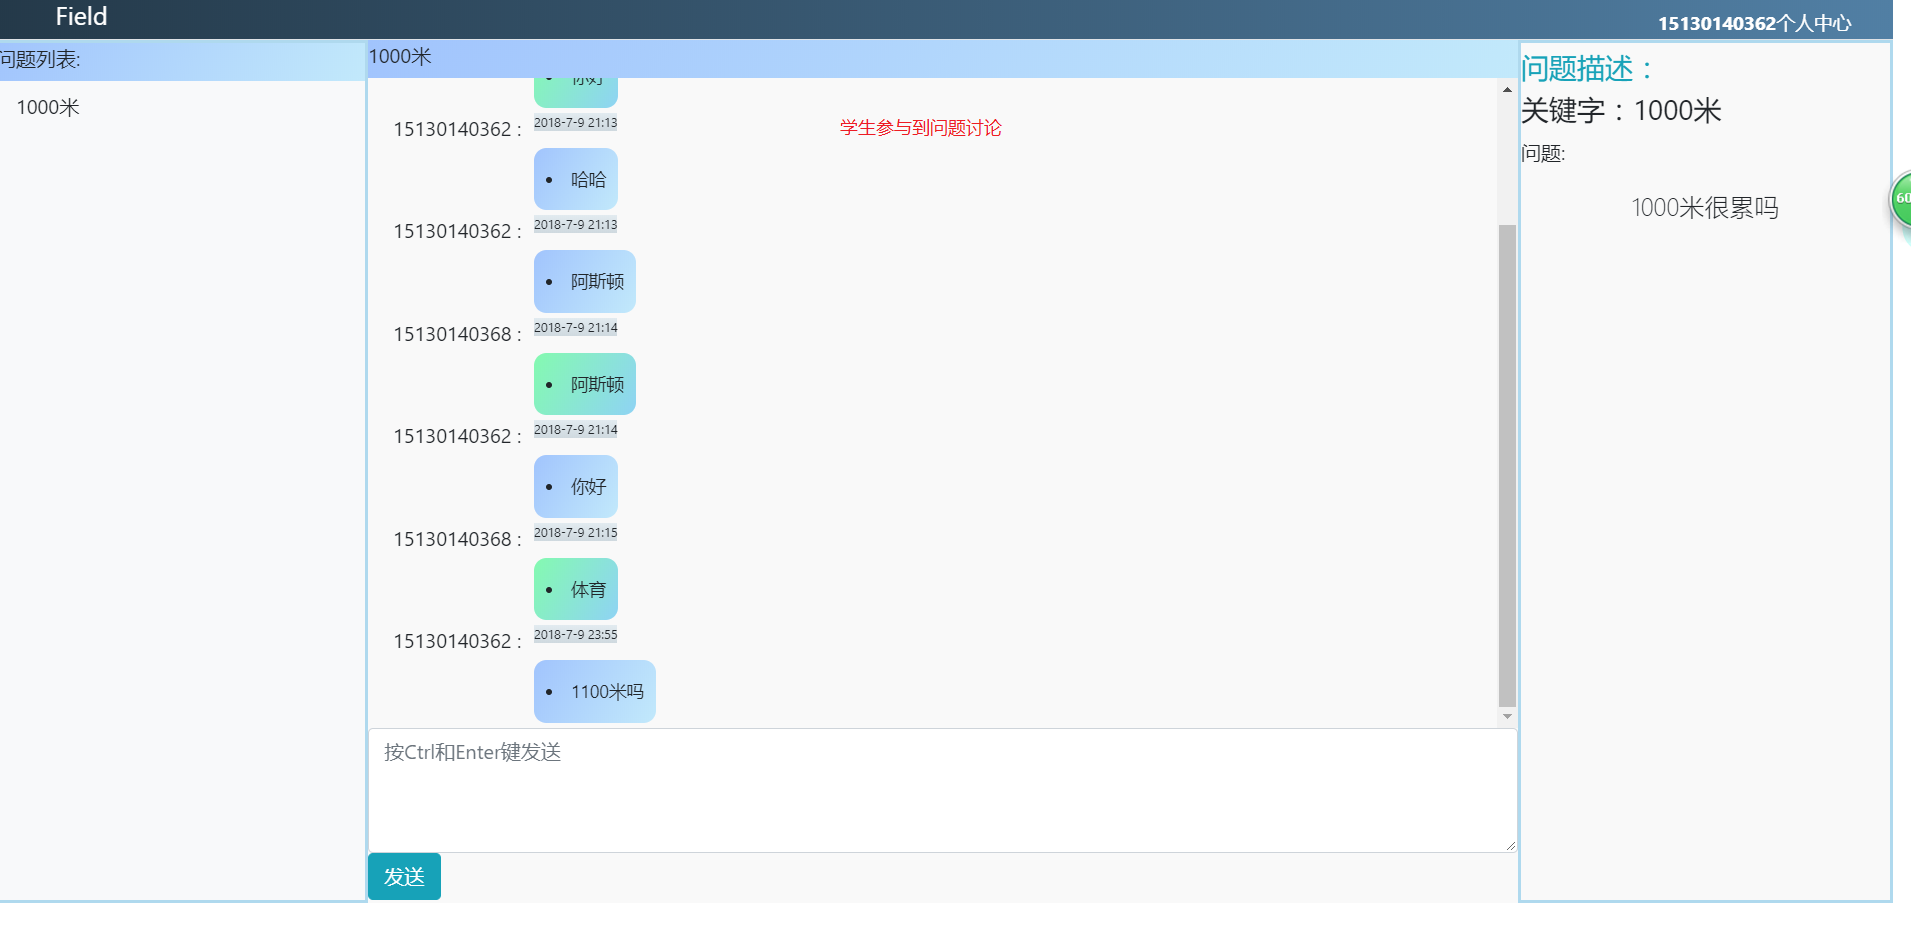 Field
15130140362个人中心
问题列表:
1000米
1000米
你好
15130140362 :
2018-7-9 21:13
学生参与到问题讨论
哈哈
15130140362 :
2018-7-9 21:13
阿斯顿
15130140368 :
2018-7-9 21:14
阿斯顿
15130140362 :
2018-7-9 21:14
你好
15130140368 :
2018-7-9 21:15
体育
15130140362 :
2018-7-9 23:55
1100米吗
按Ctrl和Enter键发送
发送
问题描述：
关键字：1000米
问题:
1000米很累吗
60